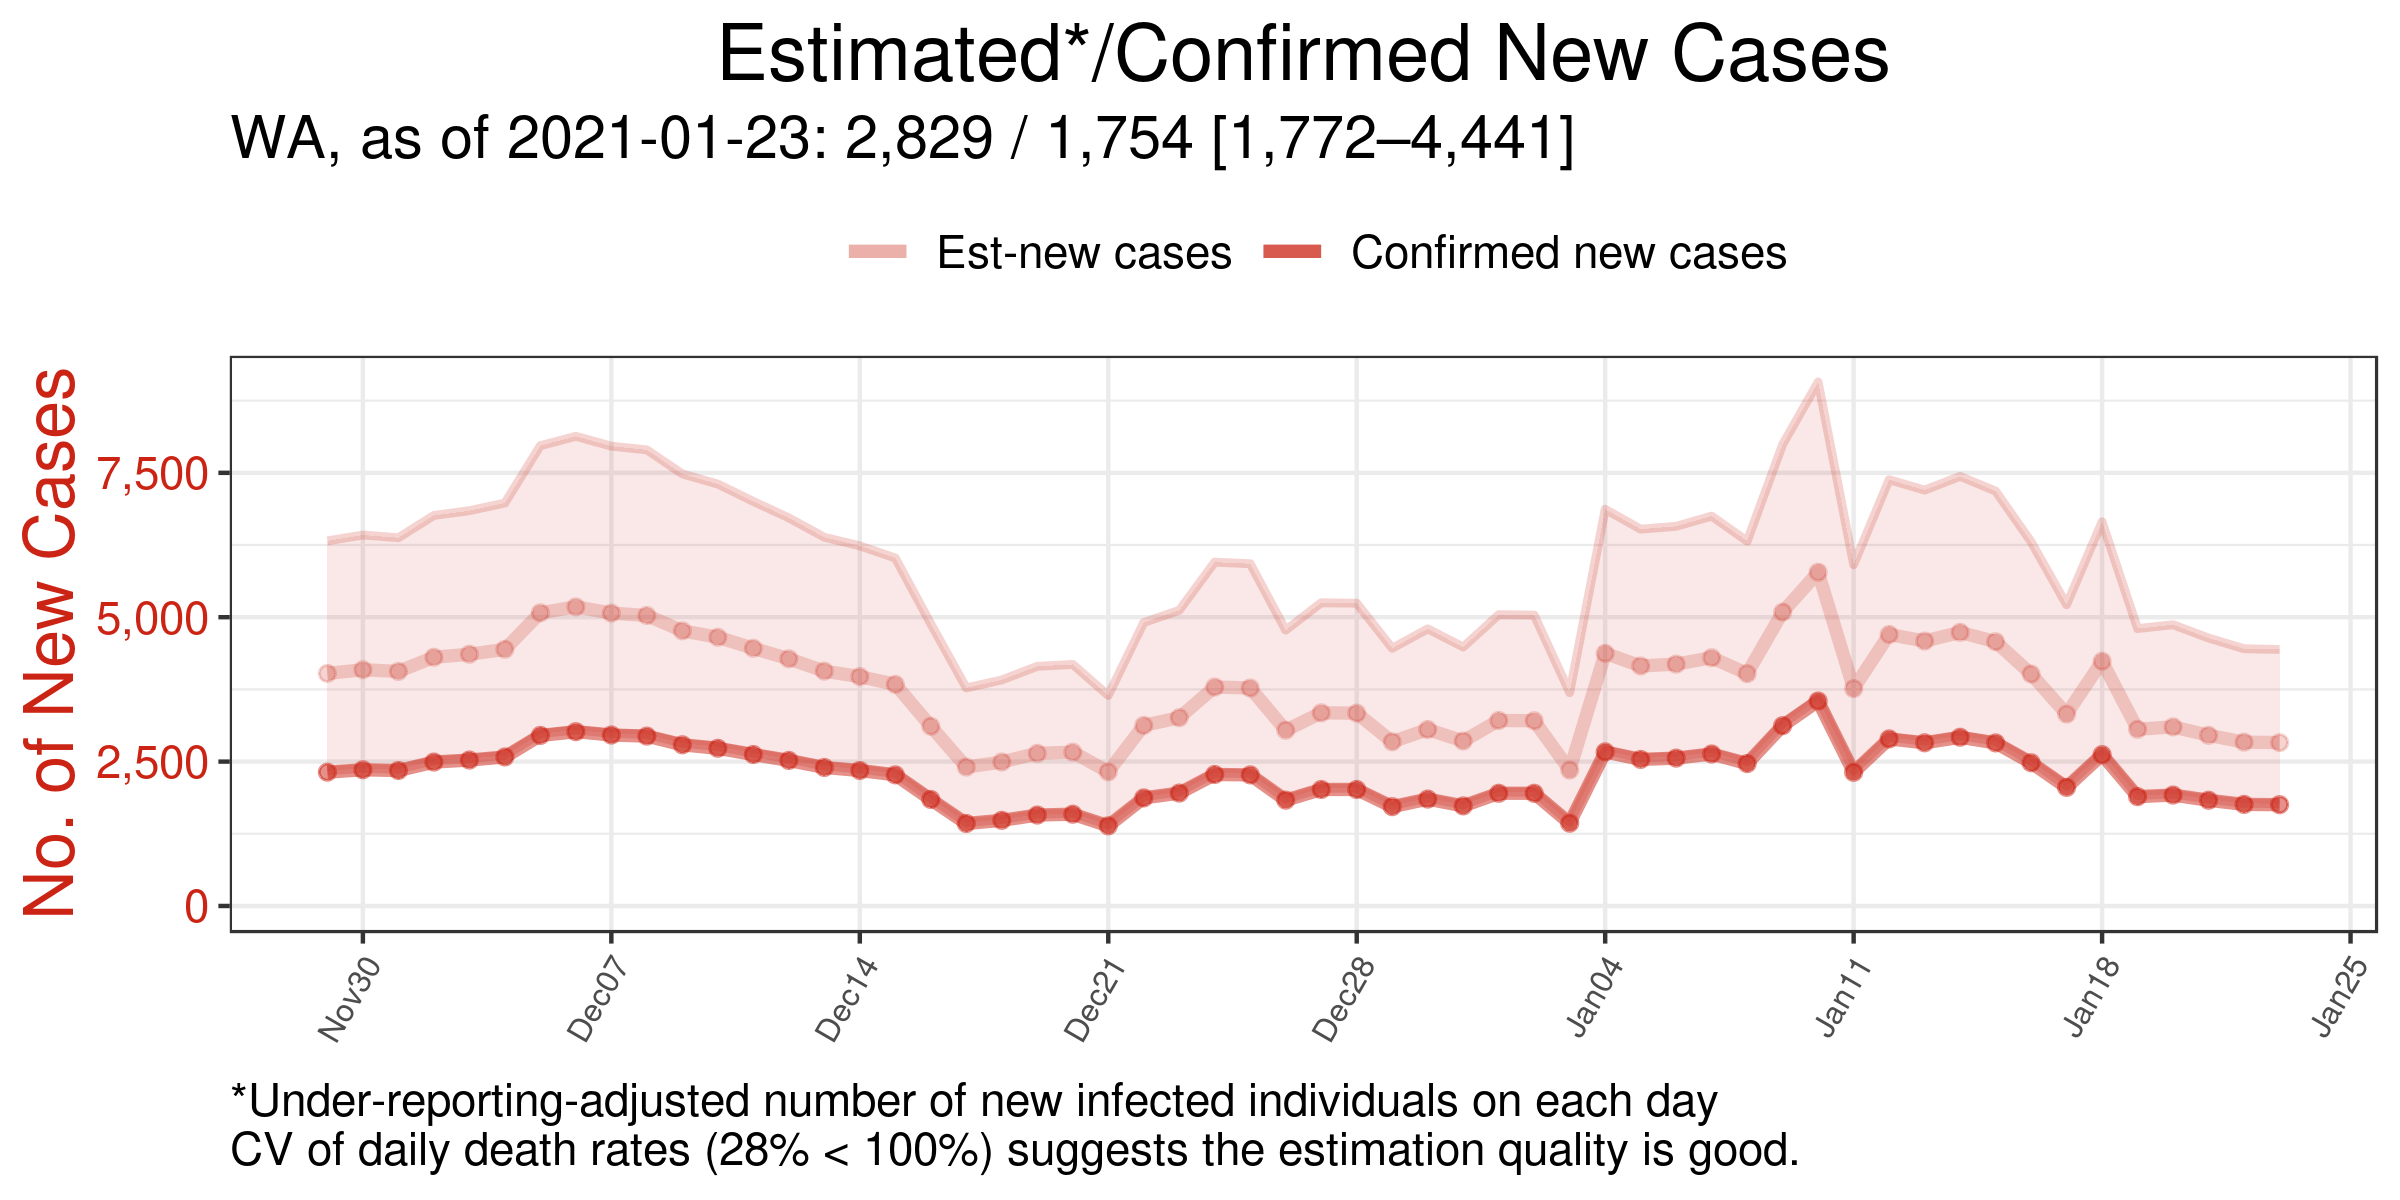 Estimated*/Confirmed New Cases
WA, as of 2021-01-23: 2,829 / 1,754 [1,772–4,441]
Est-new cases Confirmed new cases
No. of New Cases
7,500
5,000
2,500
0
Nov30 Dec07 Dec14 Dec21 Dec28 Jan04 Jan11 Jan18 Jan25
*Under-reporting-adjusted number of new infected individuals on each day
CV of daily death rates (28% < 100%) suggests the estimation quality is good.